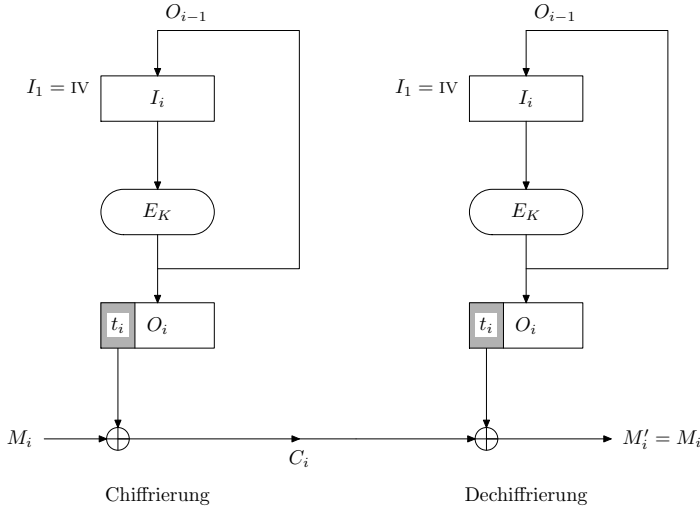 O_{i−1} O_{i−1}
I_1 = IV I_i I_1 = IV I_i
E_K E_K
t_i O_i t_i O_i
M_i M′_i = M_i
C_i
Chiffrierung Dechiffrierung